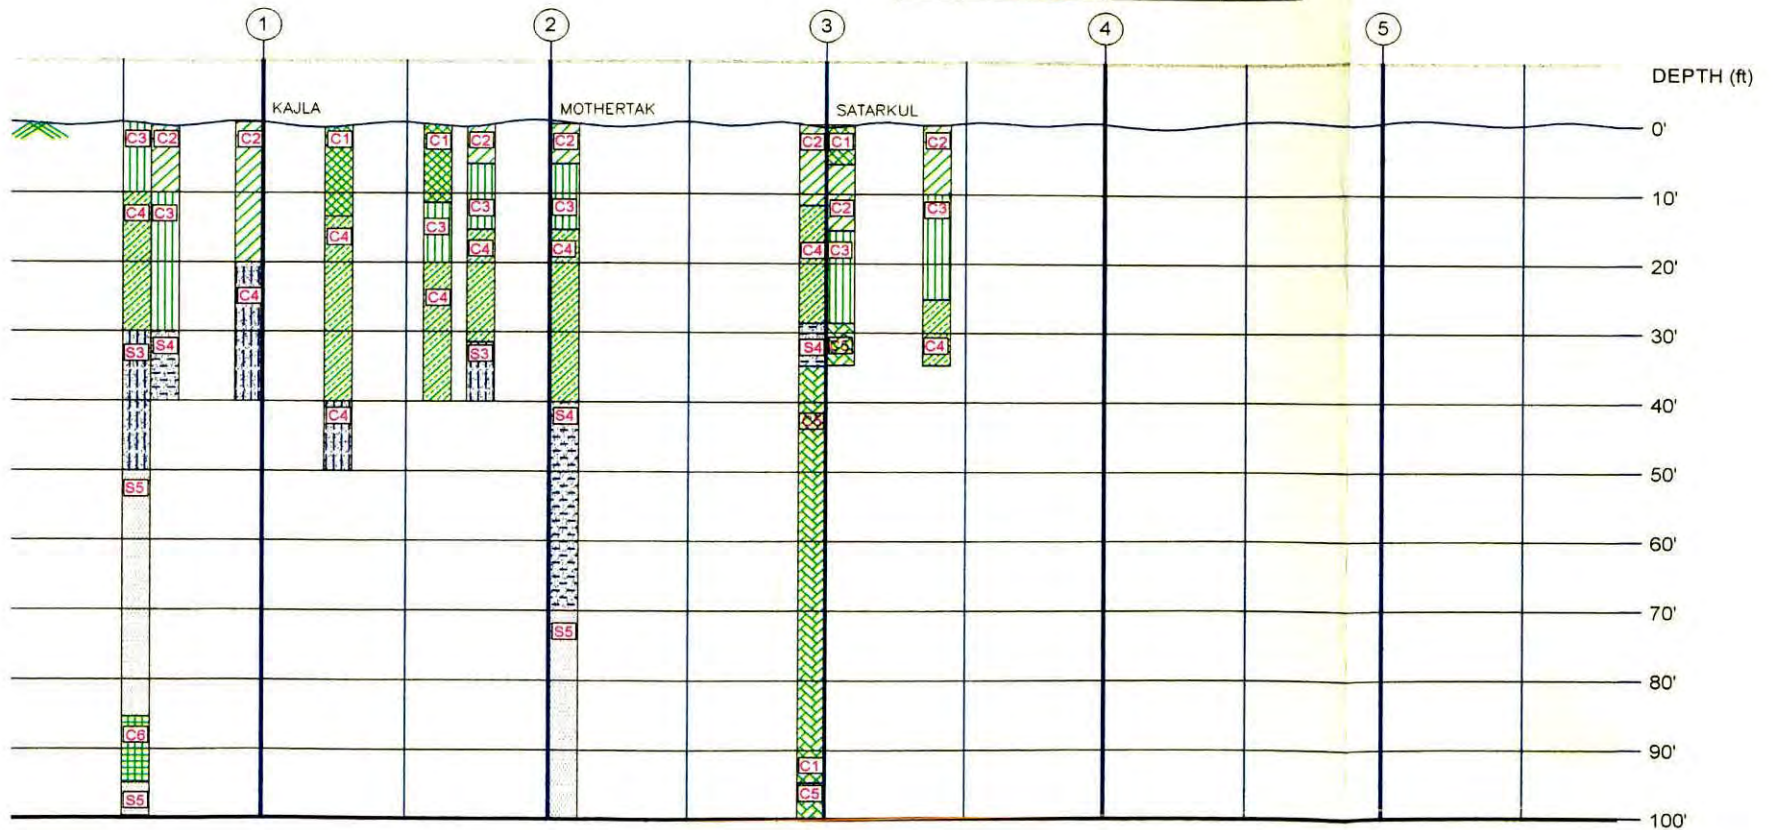 1 2 3 4 5
DEPTH (ft)
KAJLA MOTHERTAK SATARKUL
0'
C3 C2 C2 C1 C1 C2 C2 C2 C1 C2
10'
C4 C3 C3 C3 C3 C2 C3
C4 C4 C4 C4 C3
20'
C4 C4
30'
S3 S4 S3 S4 S5 C4
40'
C4 S4
50'
S5
60'
70'
S5
80'
C6
90'
C1
S5 C5
100'